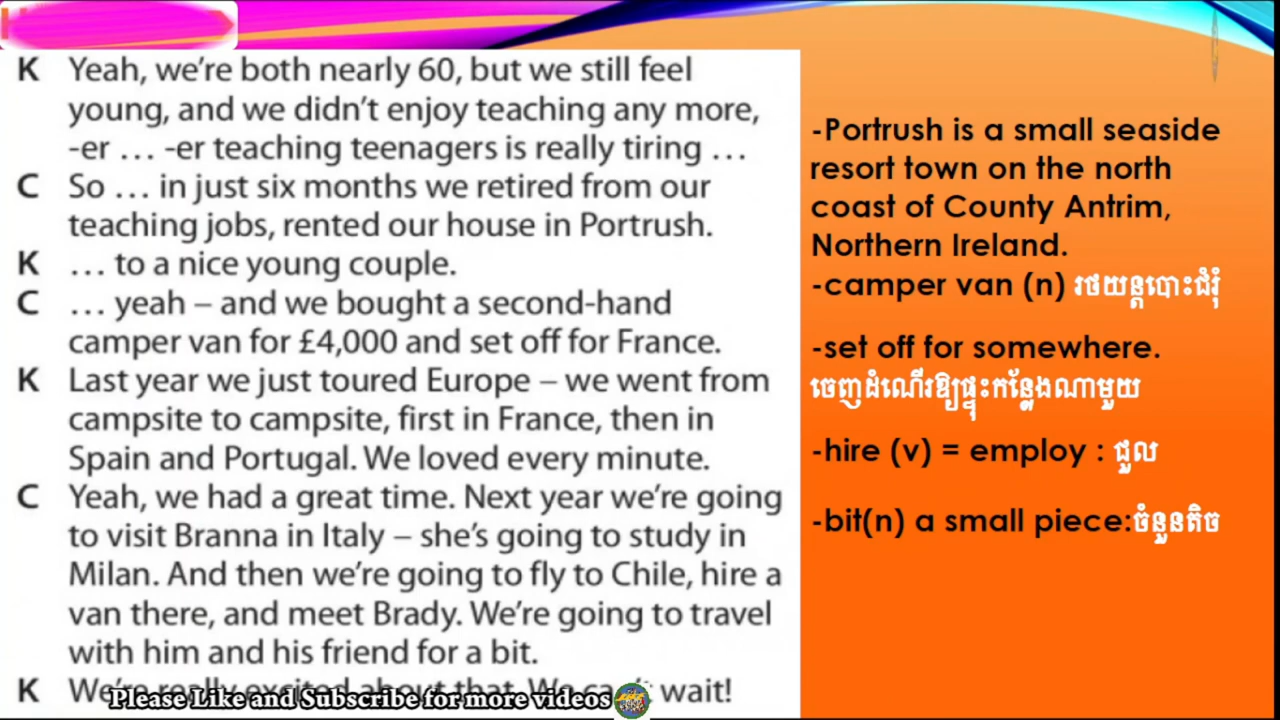 K Yeah, we're both nearly 60, but we still feel
young, and we didn't enjoy teaching any more,
-er … -er teaching teenagers is really tiring …
C So … in just six months we retired from our
teaching jobs, rented our house in Portrush.
K … to a nice young couple.
C … yeah – and we bought a second-hand
camper van for £4,000 and set off for France.
K Last year we just toured Europe – we went from
campsite to campsite, first in France, then in
Spain and Portugal. We loved every minute.
C Yeah, we had a great time. Next year we're going
to visit Branna in Italy – she's going to study in
Milan. And then we're going to fly to Chile, hire a
van there, and meet Brady. We're going to travel
with him and his friend for a bit.
K We're really excited about that. We can't wait!
Please Like and Subscribe for more videos
-Portrush is a small seaside
resort town on the north
coast of County Antrim,
Northern Ireland.
-camper van (n) រថយន្តបោះជំរុំ
-set off for somewhere.
ចេញដំណើរឱ្យផ្ទុះកន្លែងណាមួយ
-hire (v) = employ : ជួល
-bit(n) a small piece:ចំនួនតិច